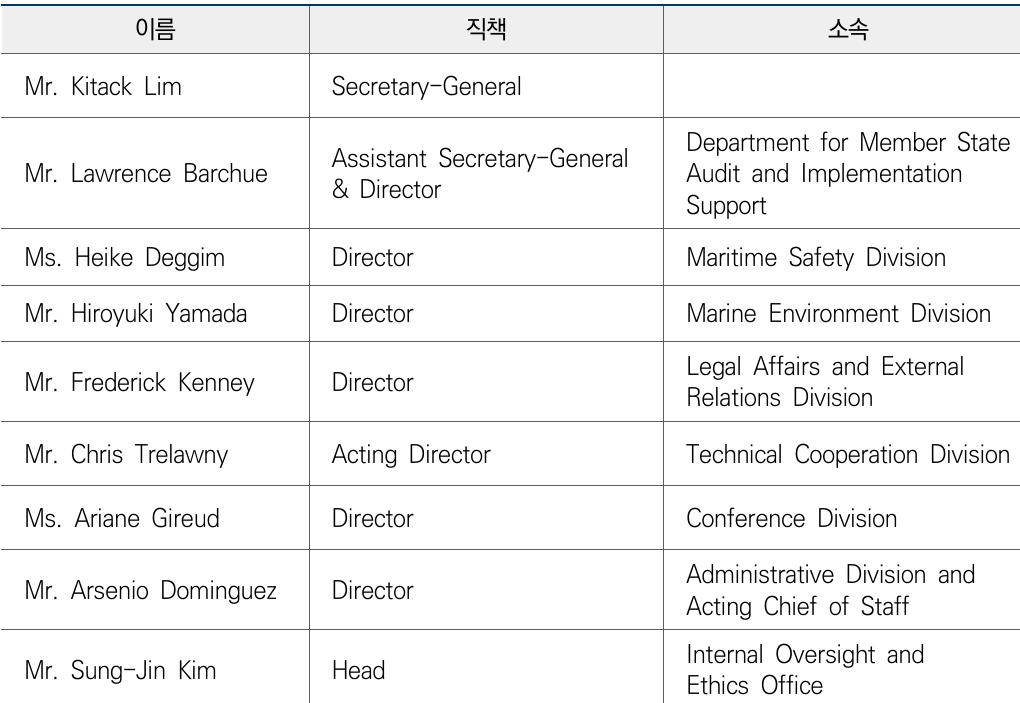 이름 직책 소속
Mr. Kitack Lim Secretary-General
Mr. Lawrence Barchue Assistant Secretary-General & Director Department for Member State Audit and Implementation Support
Ms. Heike Deggim Director Maritime Safety Division
Mr. Hiroyuki Yamada Director Marine Environment Division
Mr. Frederick Kenney Director Legal Affairs and External Relations Division
Mr. Chris Trelawny Acting Director Technical Cooperation Division
Ms. Ariane Gireud Director Conference Division
Mr. Arsenio Dominguez Director Administrative Division and Acting Chief of Staff
Mr. Sung-Jin Kim Head Internal Oversight and Ethics Office